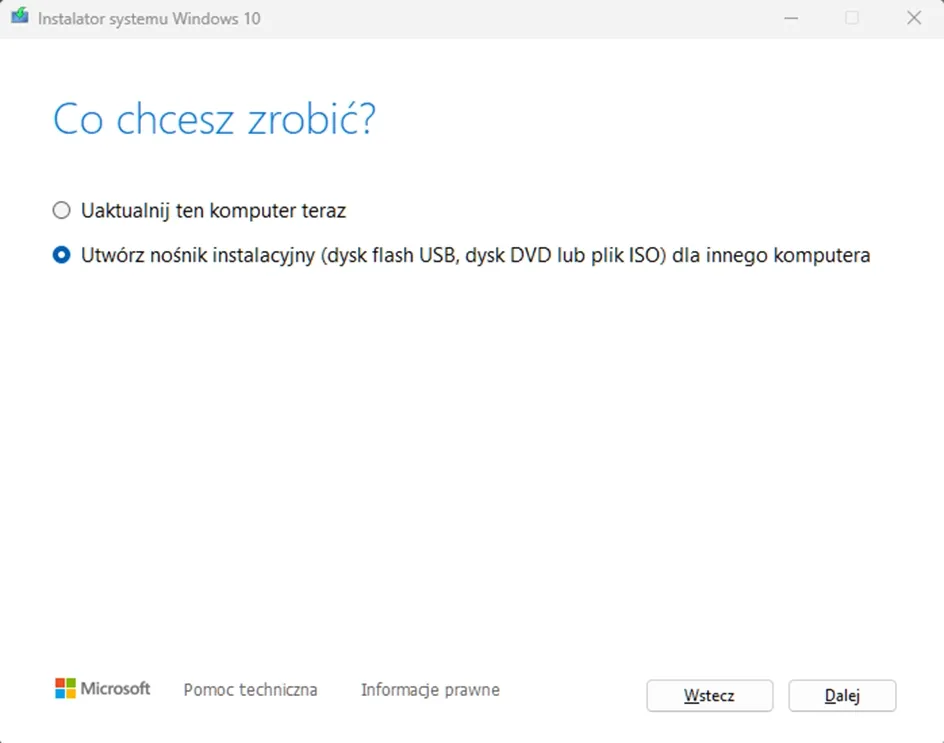 Instalator systemu Windows 10
Co chcesz zrobić?
Uaktualnij ten komputer teraz
Utwórz nośnik instalacyjny (dysk flash USB, dysk DVD lub plik ISO) dla innego komputera
Microsoft Pomoc techniczna Informacje prawne Wstecz Dalej